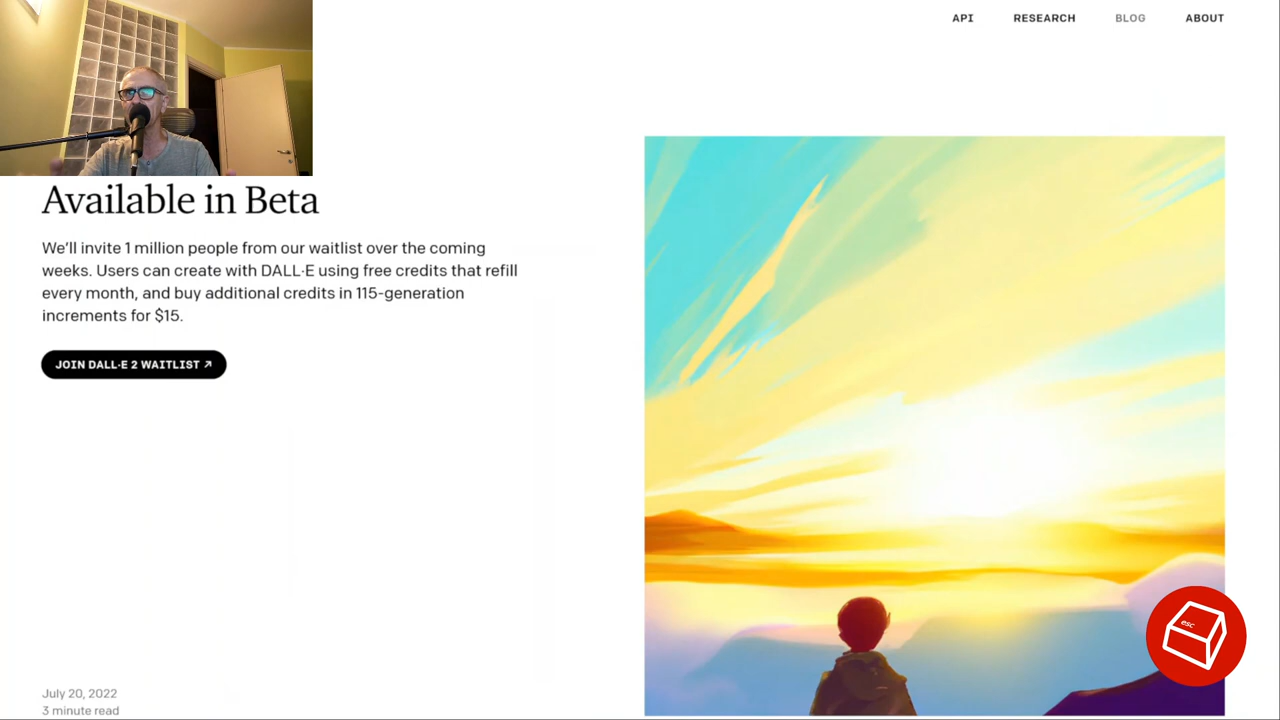 API
RESEARCH
BLOG
ABOUT
Available in Beta
We'll invite 1 million people from our waitlist over the coming
weeks. Users can create with DALL·E using free credits that refill
every month, and buy additional credits in 115-generation
increments for $15.
JOIN DALL·E 2 WAITLIST ↗
July 20, 2022
3 minute read
esc